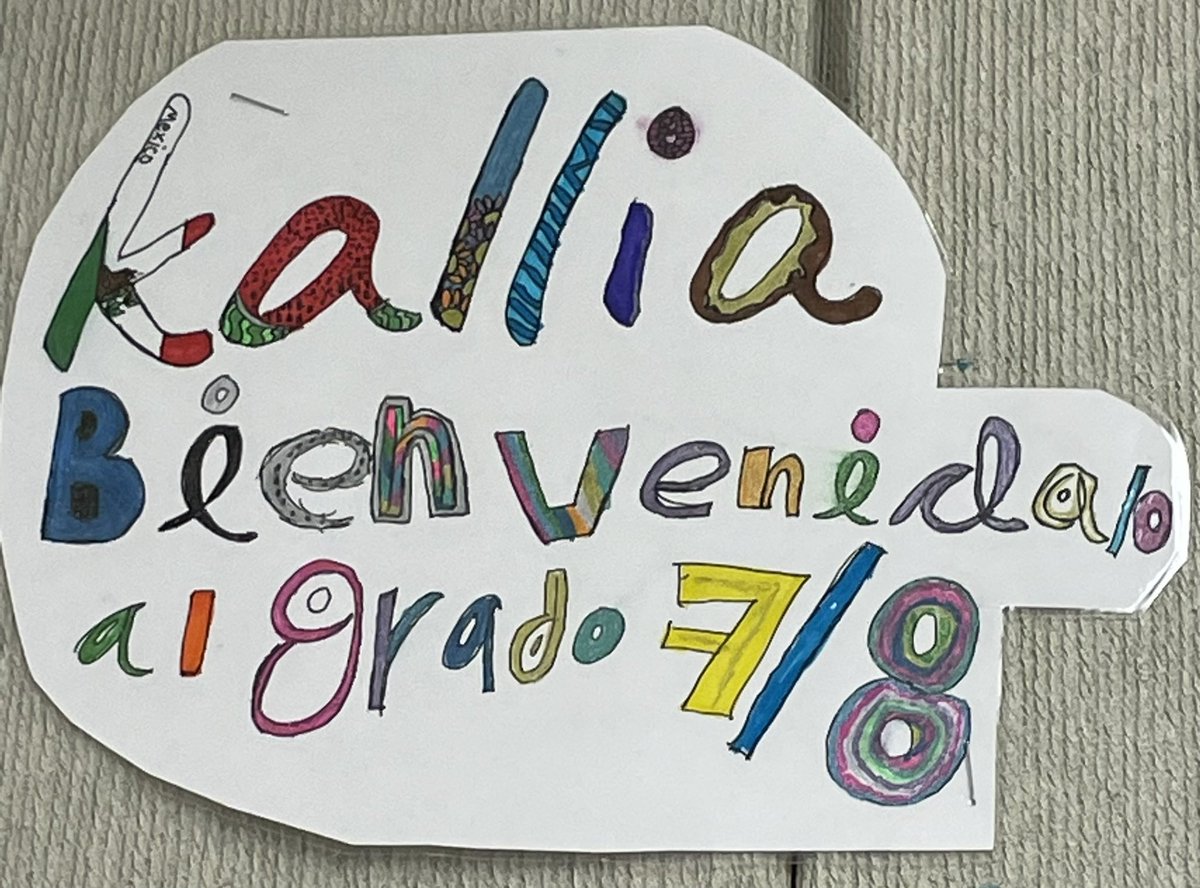 Mexico
Kallia
Bienvenida/o
al grado 7/8